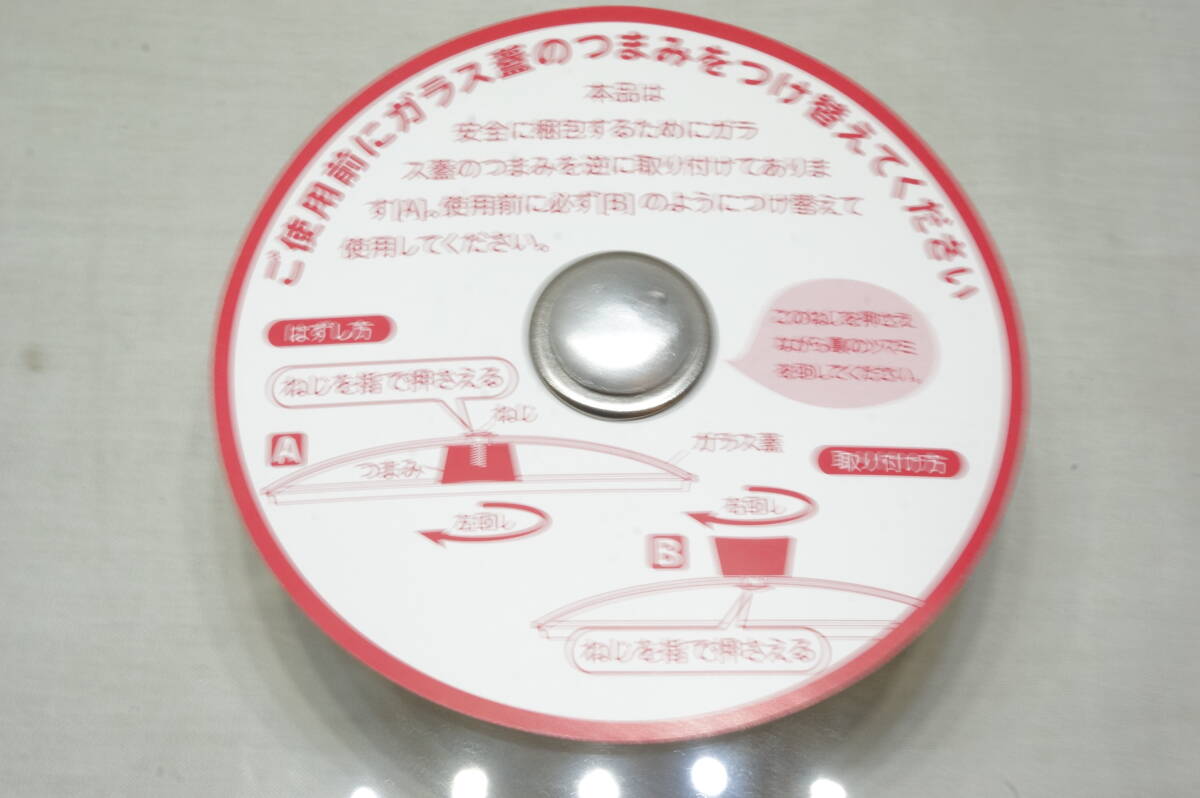 ご使用前にガラス蓋のつまみをつけ替えてください
本品は
安全に梱包するためにガラ
ス蓋のつまみを逆に取り付けてありま
す[A]。使用前に必ず[B]のようにつけ替えて
使用してください。
はずし方
ねじを指で押さえる
ねじ
A
つまみ
ガラス蓋
このねじを押さえ
ながら裏のツマミ
を回してください。
取り付け方
右回し
B
ねじを指で押さえる